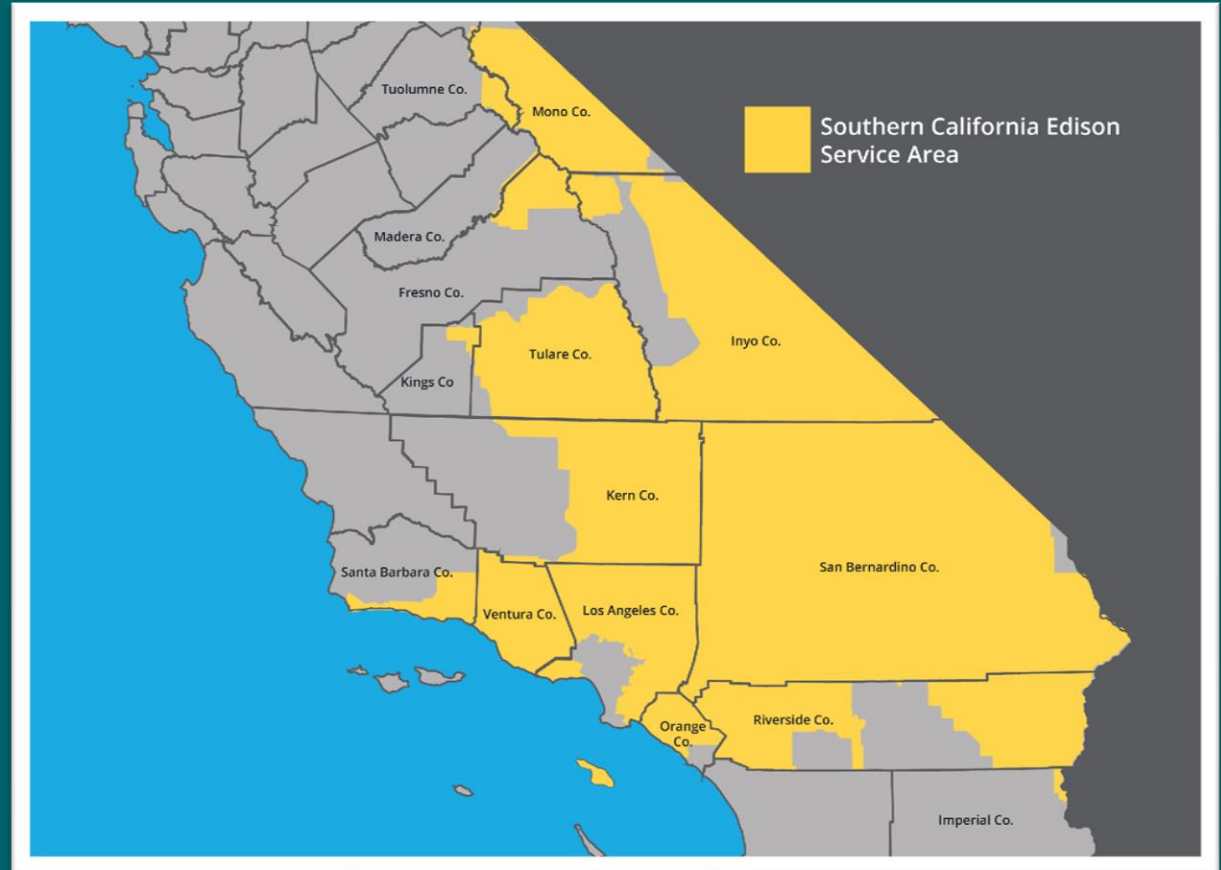 Tuolumne Co.
Mono Co.
Southern California Edison
Service Area
Madera Co.
Fresno Co.
Inyo Co.
Tulare Co.
Kings Co
Kern Co.
San Bernardino Co.
Santa Barbara Co.
Ventura Co.
Los Angeles Co.
Orange
Co.
Riverside Co.
Imperial Co.